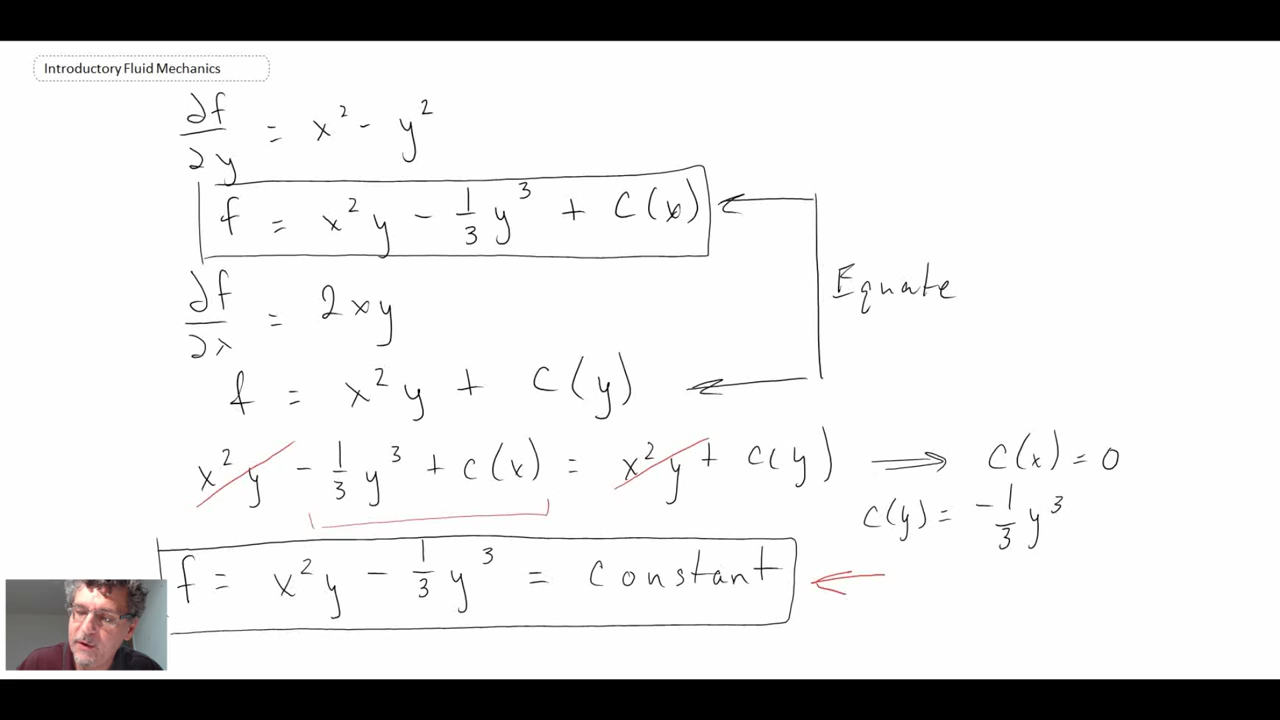 Introductory Fluid Mechanics
∂f/∂y = x² - y²
f = x²y - 1/3 y³ + C(x)
∂f/∂x = 2xy
Equate
f = x²y + C(y)
x²y - 1/3 y³ + C(x) = x²y + C(y) ⟹ C(x) = 0
C(y) = -1/3 y³
f = x²y - 1/3 y³ = constant